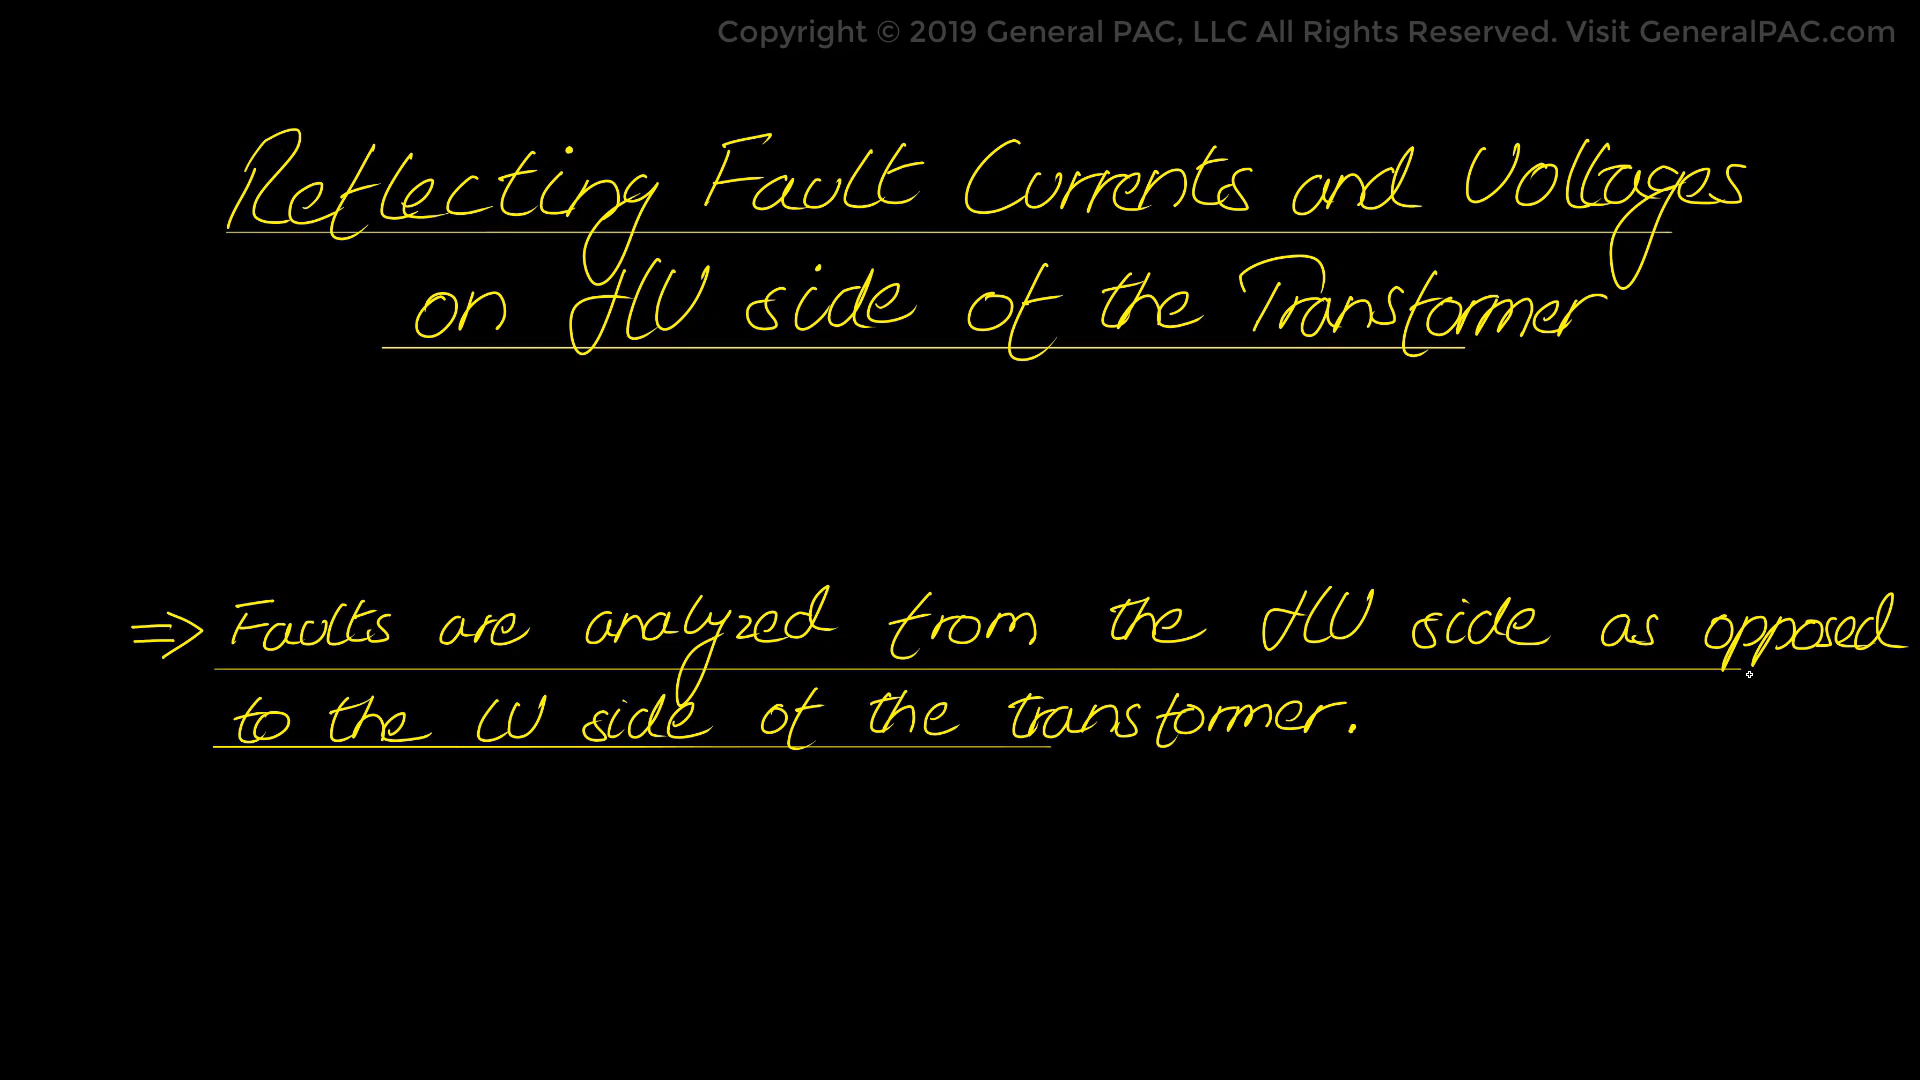 Copyright © 2019 General PAC, LLC All Rights Reserved. Visit GeneralPAC.com
Reflecting Fault Currents and Voltages
on HV side of the Transformer
⇒ Faults are analyzed from the HV side as opposed
to the LV side of the transformer.